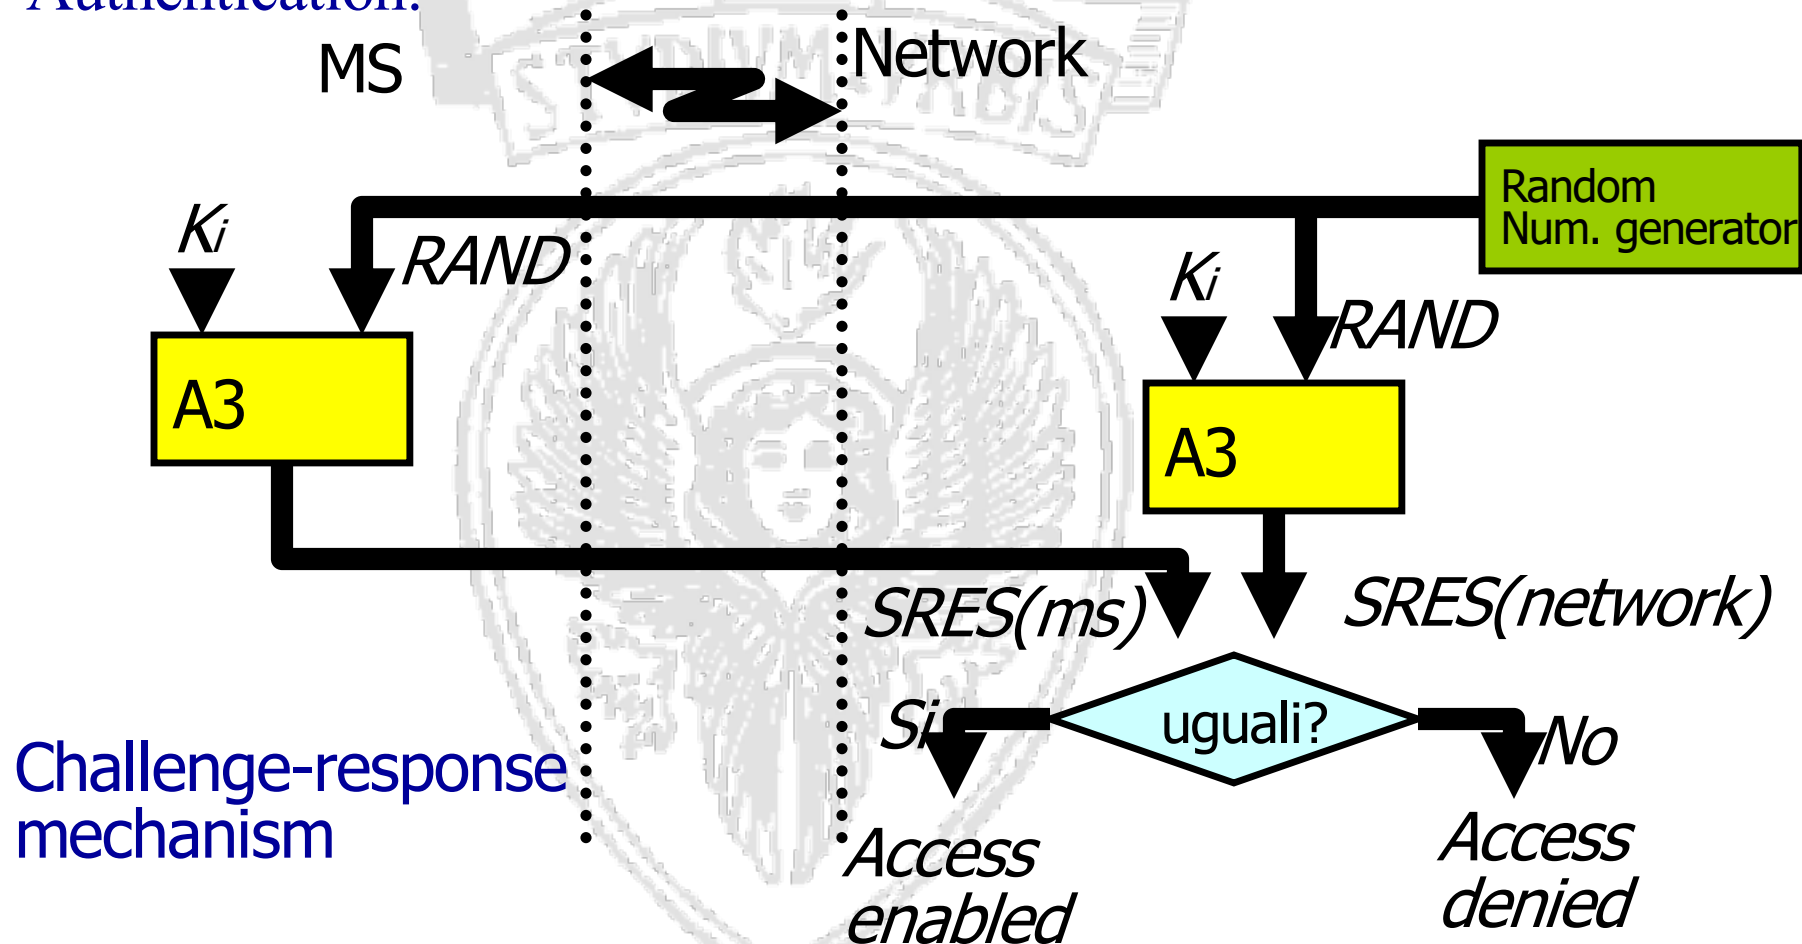 Authentication:
MS
Network
Random
Num. generator
Ki
RAND
Ki
RAND
A3
A3
SRES(ms)
SRES(network)
uguali?
Si
No
Challenge-response
mechanism
Access
enabled
Access
denied